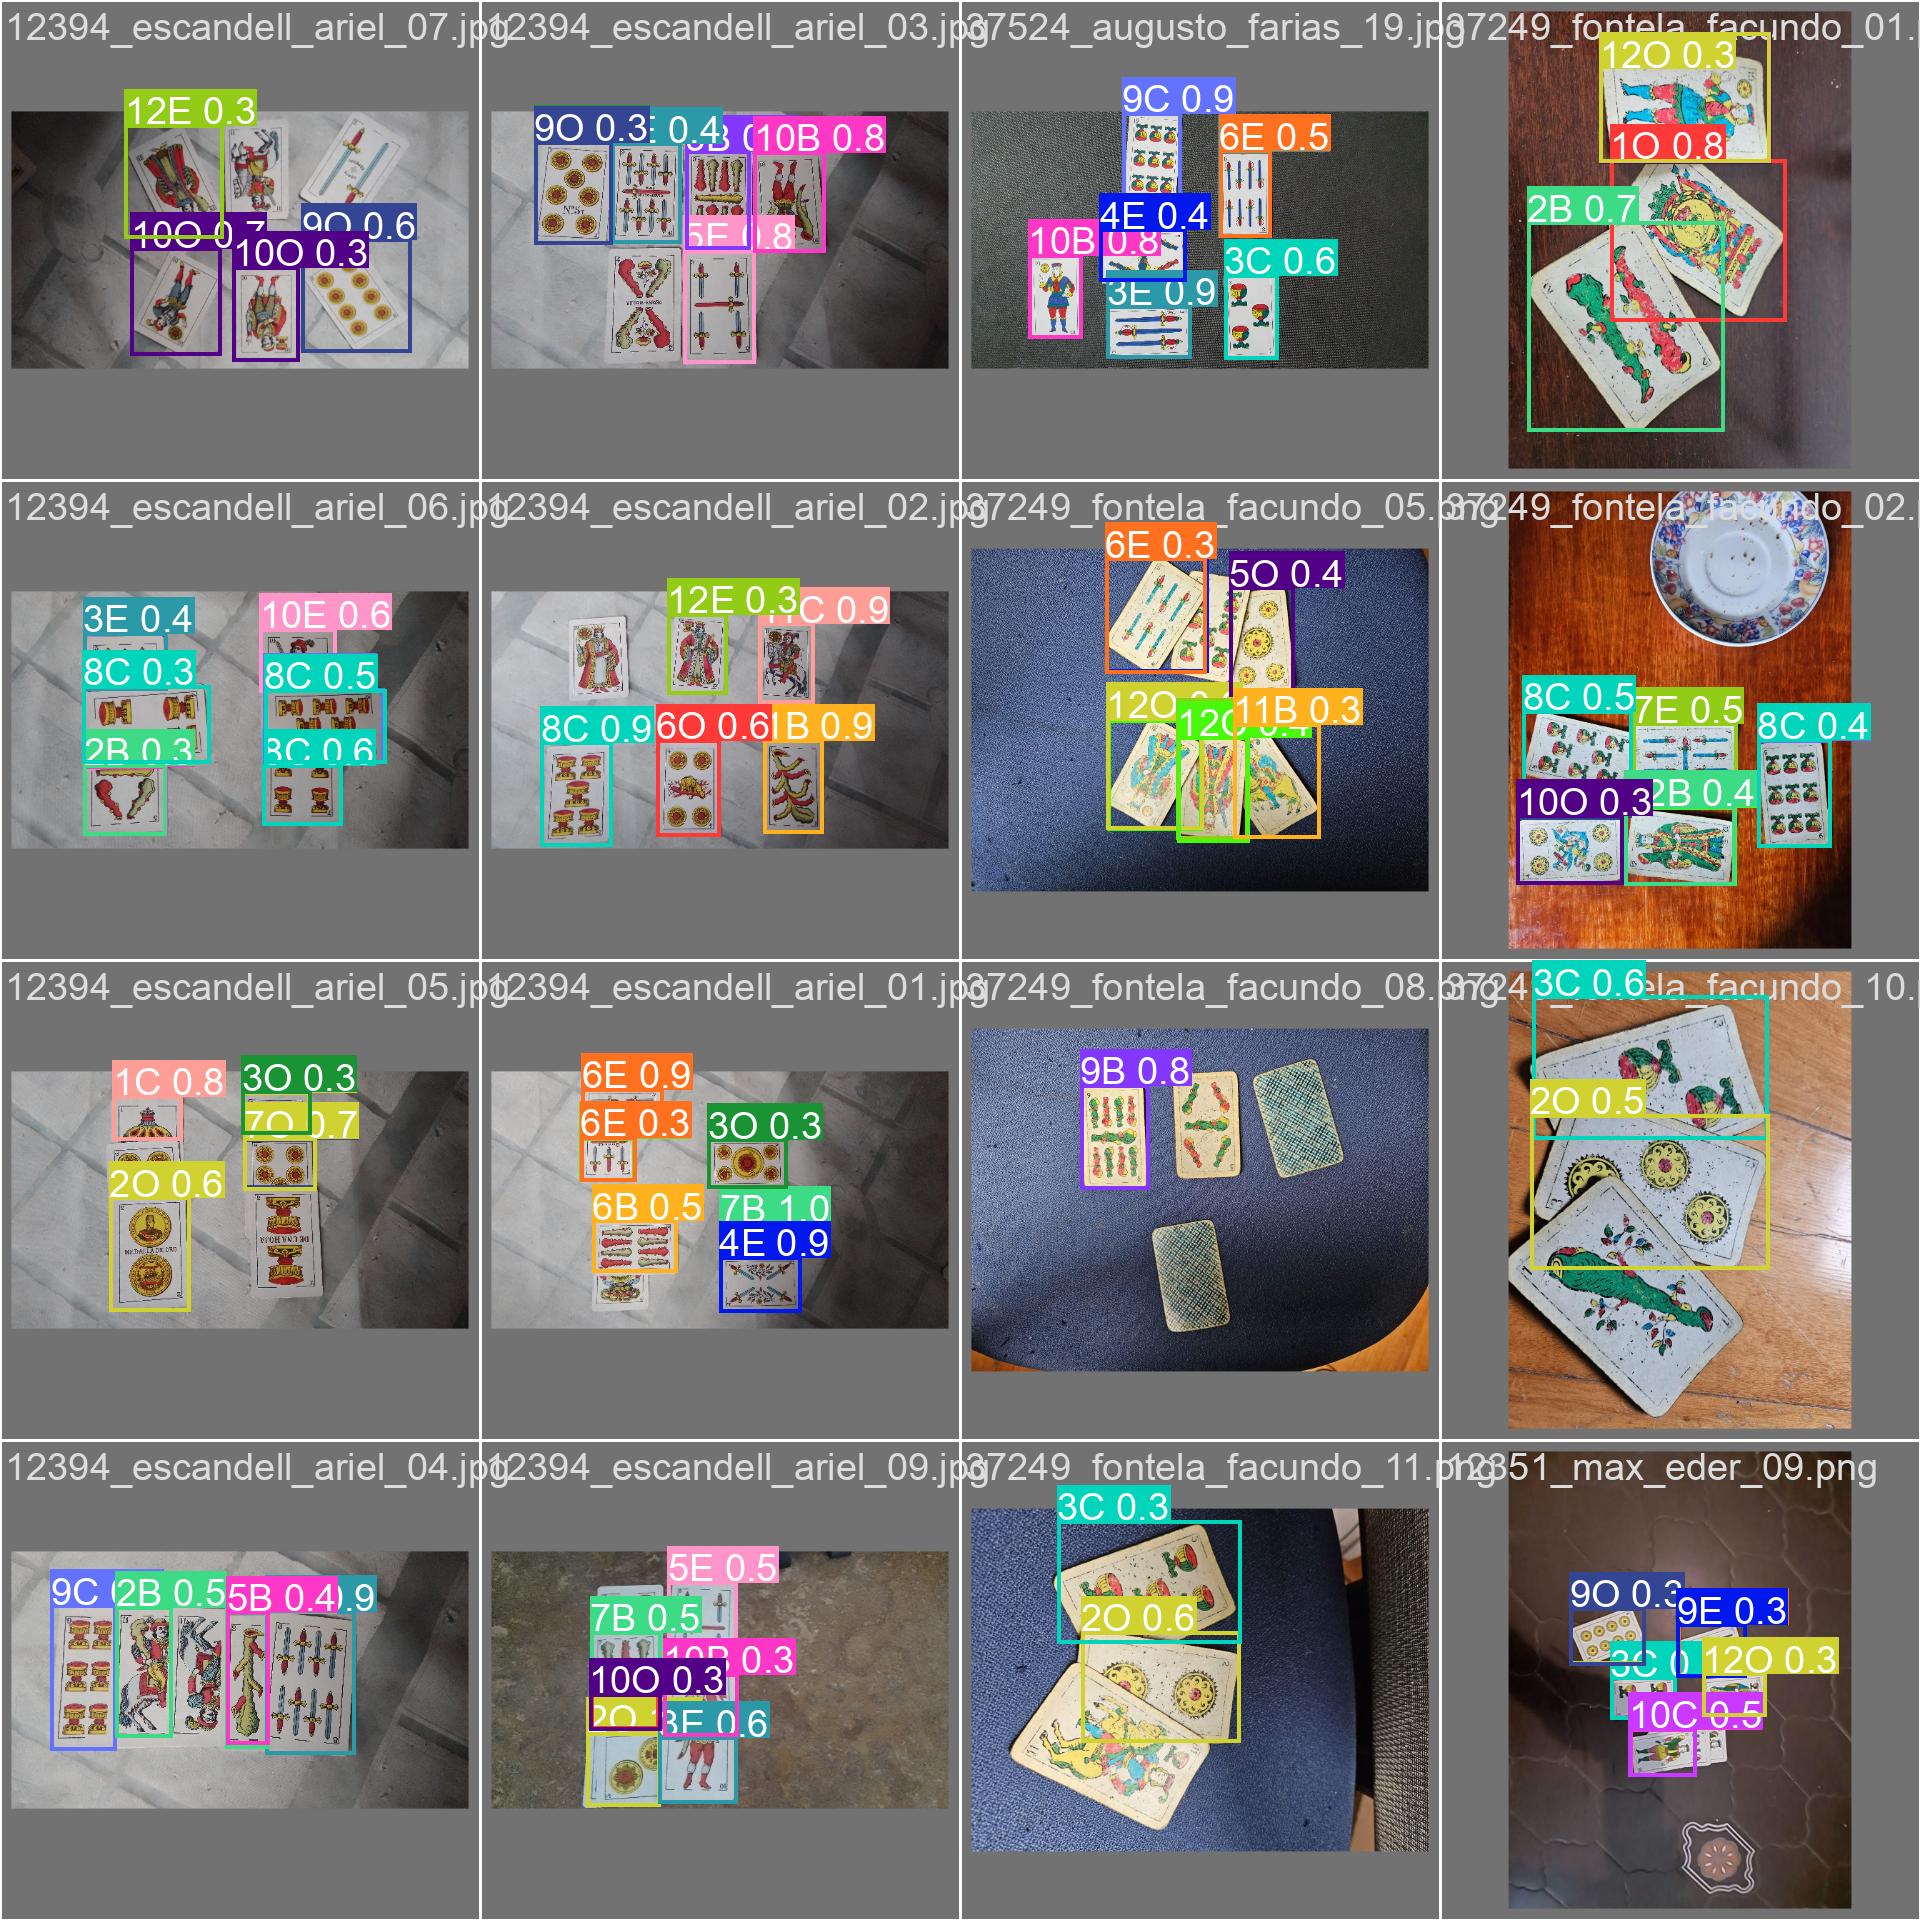 12394_escandell_ariel_07.jpg
12394_escandell_ariel_03.jpg
37524_augusto_farias_19.jpg
37249_fontela_facundo_01.
12E 0.3
10O 0.7
10O 0.3
9O 0.6
9O 0.3
E 0.4
10B 0.8
5E 0.8
9C 0.9
6E 0.5
4E 0.4
10B 0.8
3E 0.9
3C 0.6
12O 0.3
1O 0.8
2B 0.7
12394_escandell_ariel_06.jpg
12394_escandell_ariel_02.jpg
37249_fontela_facundo_05.png
37249_fontela_facundo_02.
3E 0.4
10E 0.6
8C 0.3
8C 0.5
2B 0.3
8C 0.6
12E 0.3
C 0.9
8C 0.9
6O 0.6
1B 0.9
6E 0.3
5O 0.4
12O
11B 0.3
8C 0.5
7E 0.5
8C 0.4
10O 0.3
2B 0.4
12394_escandell_ariel_05.jpg
12394_escandell_ariel_01.jpg
37249_fontela_facundo_08.png
_fontela_facundo_10.
1C 0.8
3O 0.3
7O 0.7
2O 0.6
MEDALLA DE ORO
DE UNA HOJA
6E 0.9
6E 0.3
3O 0.3
6B 0.5
7B 1.0
4E 0.9
9B 0.8
3C 0.6
2O 0.5
12394_escandell_ariel_04.jpg
12394_escandell_ariel_09.jpg
37249_fontela_facundo_11.png
12351_max_eder_09.png
9C
2B 0.5
5B 0.4
.9
5E 0.5
7B 0.5
10B 0.3
10O 0.3
2O
3E 0.6
3C 0.3
2O 0.6
9O 0.3
9E 0.3
3C 0
12O 0.3
10C 0.5